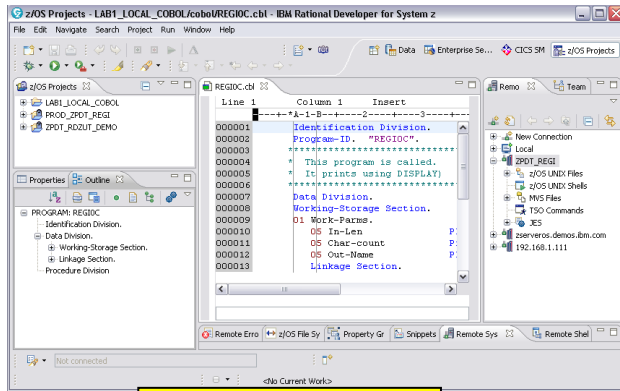 z/OS Projects - LAB1_LOCAL_COBOL/cobol/REGI0C.cbl - IBM Rational Developer for System z
File Edit Navigate Search Project Run Window Help
Data Enterprise Se... CICS SM z/OS Projects
z/OS Projects
LAB1_LOCAL_COBOL
PROD_ZPDT_REGI
ZPDT_RDZUT_DEMO
Properties Outline
PROGRAM: REGI0C
Identification Division.
Data Division.
Working-Storage Section.
Linkage Section.
Procedure Division
REGI0C.cbl
Line 1 Column 1 Insert
----+-*A-1-B--+----2----+----3----+--
000001 Identification Division.
000002 Program-ID. "REGI0C".
000003 *****************************
000004 * This program is called.
000005 * It prints using DISPLAY)
000006 *****************************
000007 Data Division.
000008 Working-Storage Section.
000009 01 Work-Parms.
000010 05 In-Len P
000011 05 Char-count P
000012 05 Out-Name P
000013 Linkage Section.
Remo Team
New Connection
Local
ZPDT_REGI
z/OS UNIX Files
z/OS UNIX Shells
MVS Files
TSO Commands
JES
zserveros.demos.ibm.com
192.168.1.111
Remote Erro z/OS File Sy Property Gr Snippets Remote Sys Remote Shel
Not connected
<No Current Work>